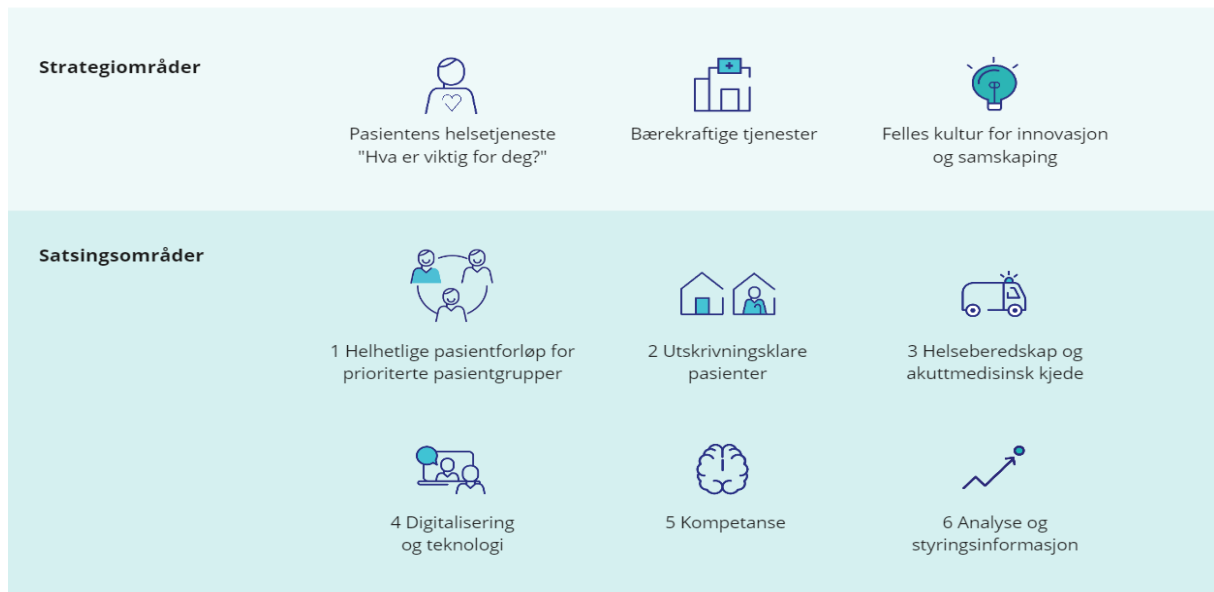 Strategiområder
Pasientens helsetjeneste
"Hva er viktig for deg?"
Bærekraftige tjenester
Felles kultur for innovasjon
og samskaping
Satsingsområder
1 Helhetlige pasientforløp for
prioriterte pasientgrupper
2 Utskrivningsklare
pasienter
3 Helseberedskap og
akuttmedisinsk kjede
4 Digitalisering
og teknologi
5 Kompetanse
6 Analyse og
styringsinformasjon